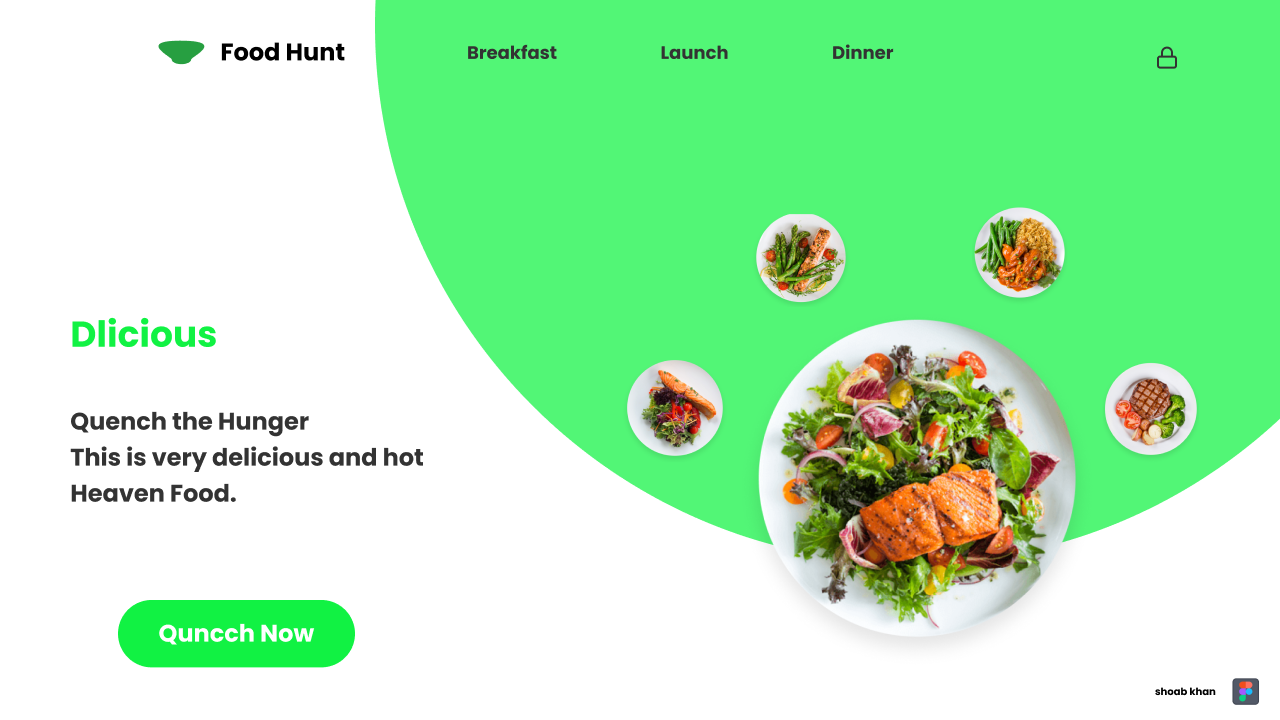 Food Hunt
Breakfast
Launch
Dinner
Dlicious
Quench the Hunger
This is very delicious and hot
Heaven Food.
Quncch Now
shoab khan